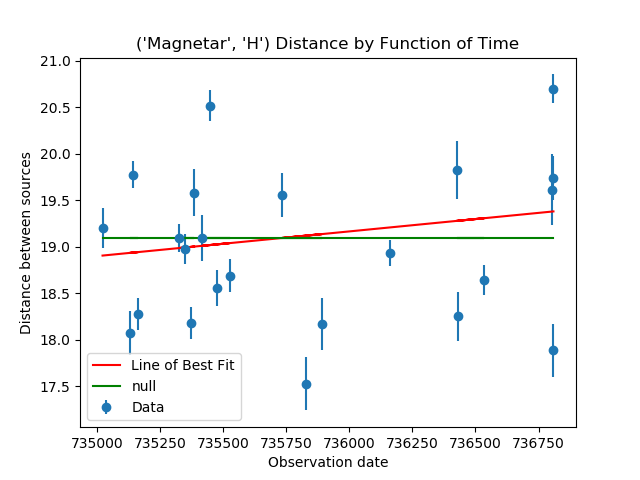 ('Magnetar', 'H') Distance by Function of Time
Distance between sources
21.0
20.5
20.0
19.5
19.0
18.5
18.0
17.5
Line of Best Fit
null
Data
735000 735250 735500 735750 736000 736250 736500 736750
Observation date